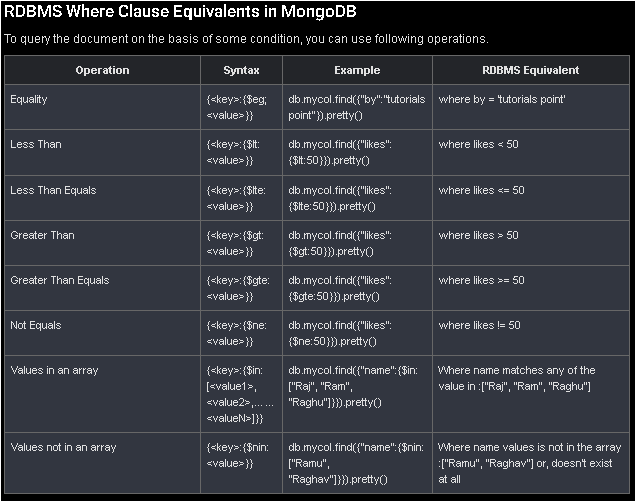 RDBMS Where Clause Equivalents in MongoDB
To query the document on the basis of some condition, you can use following operations.
Operation Syntax Example RDBMS Equivalent
Equality {<key>:{$eg; db.mycol.find({"by":"tutorials where by = 'tutorials point'
<value>}} point"}).pretty()
Less That {<key>:{$lt: db.mycol.find({"likes": where likes < 50
<value>}} {$lt:50}}).pretty()
Less Than Equals {<key>:{$lte: db.mycol.find({"likes": where likes <= 50
<value>}} {$lte:50}}).pretty()
Greater Than {<key>:{$gt: db.mycol.find({"likes": where likes > 50
<value>}} {$gt:50}}).pretty()
Greater Than Equals {<key>:{$gte: db.mycol.find({"likes": where likes >= 50
<value>}} {$gte:50}}).pretty()
Not Equals {<key>:{$ne: db.mycol.find({"likes": where likes != 50
<value>}} {$ne:50}}).pretty()
Values in an array {<key>:{$in: db.mycol.find({"name":{$in: Where name matches any of the
[<value1>, ["Raj", "Ram", value in :["Raj", "Ram", "Raghu"]
<value2>,... ... "Raghu"]}}).pretty()
<valueN>]}}
Values not in an array {<key>:{$nin: db.mycol.find({"name":{$nin: Where name values is not in the array
<value>}} ["Ramu", :["Ramu", "Raghav"] or, doesn't exist
"Raghav"]}}).pretty() at all